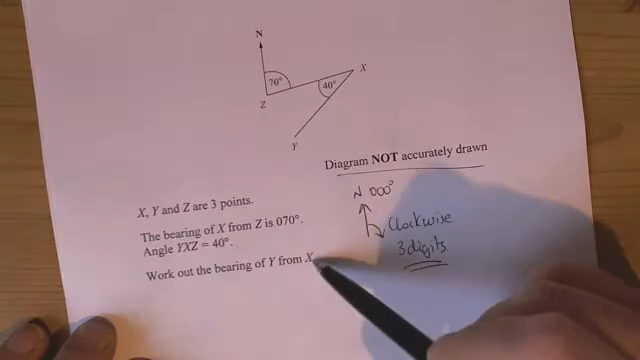 N
70°
40°
X
Z
Y
Diagram NOT accurately drawn
N 000°
Clockwise
3 digits.
X, Y and Z are 3 points.
The bearing of X from Z is 070°.
Angle YXZ = 40°.
Work out the bearing of Y from X.